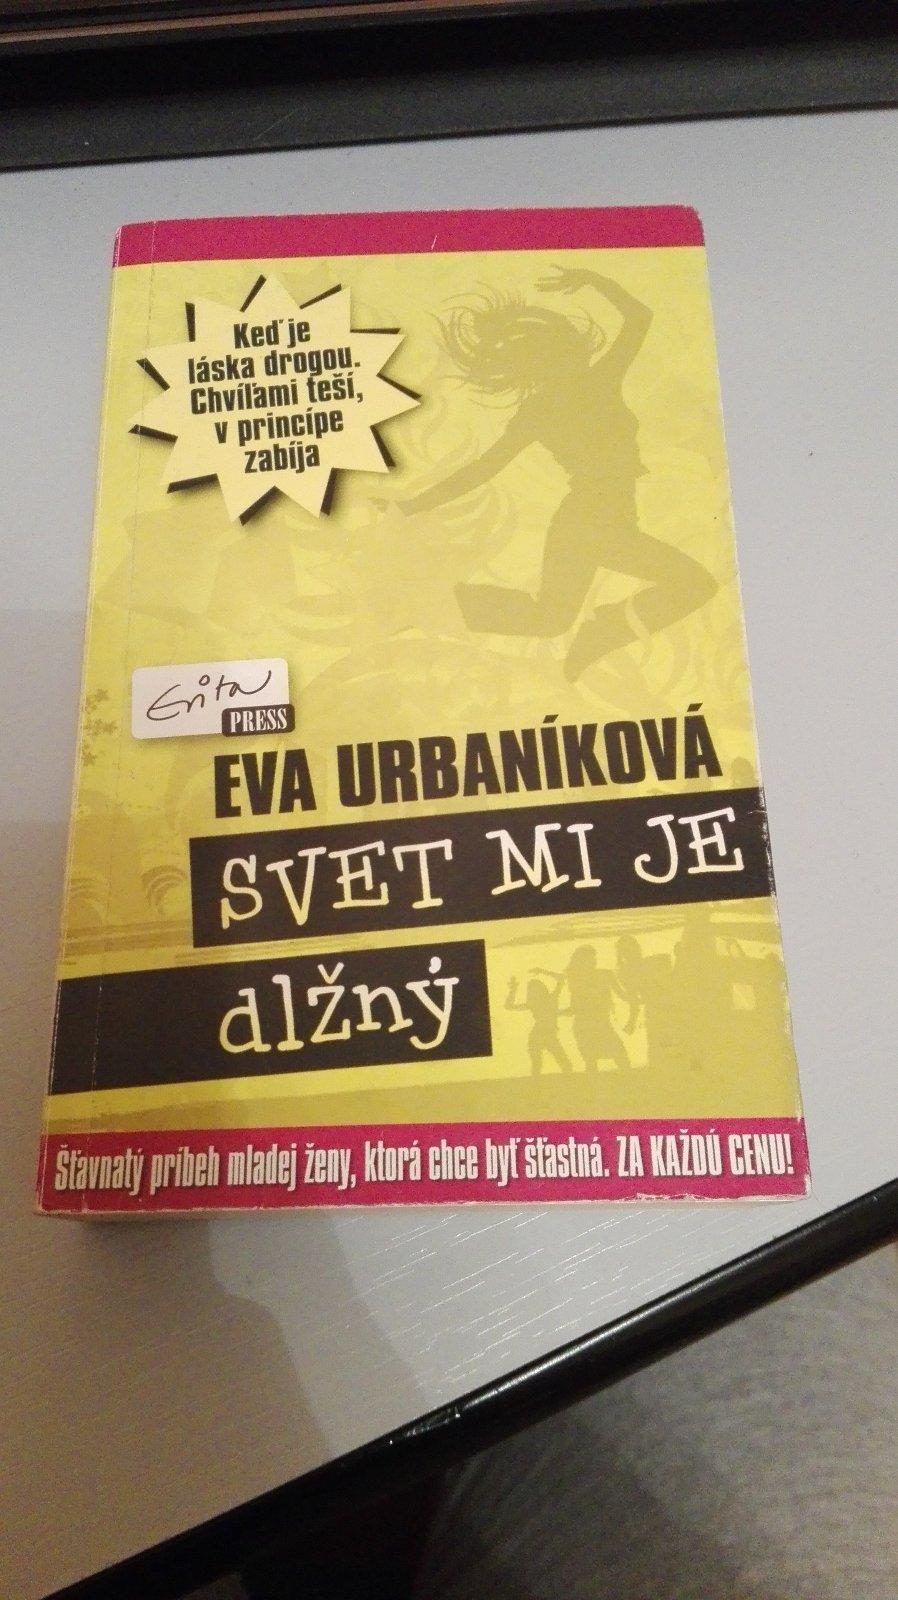 Keď je
láska drogou.
Chvíľami teší,
v princípe
zabíja
Evita
PRESS
EVA URBANÍKOVÁ
SVET MI JE
dlžný
Šťavnatý príbeh mladej ženy, ktorá chce byť šťastná. ZA KAŽDÚ CENU!